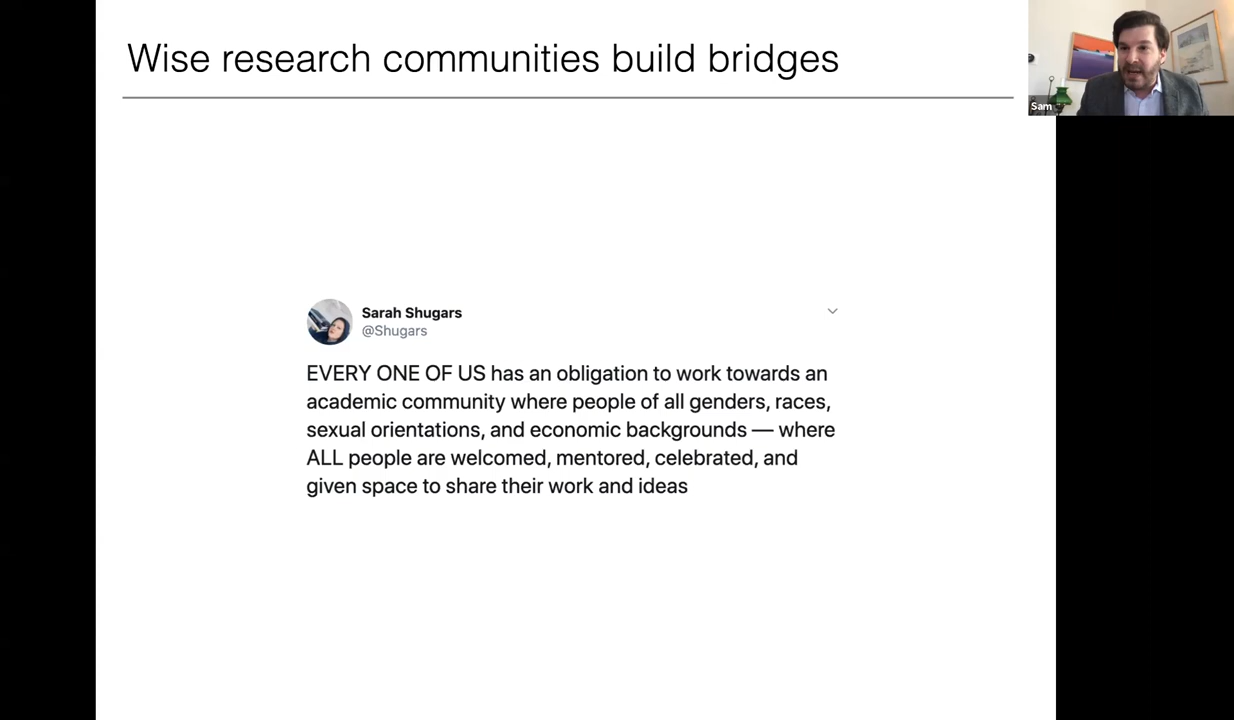 Wise research communities build bridges
Sam
Sarah Shugars
@Shugars
EVERY ONE OF US has an obligation to work towards an
academic community where people of all genders, races,
sexual orientations, and economic backgrounds — where
ALL people are welcomed, mentored, celebrated, and
given space to share their work and ideas